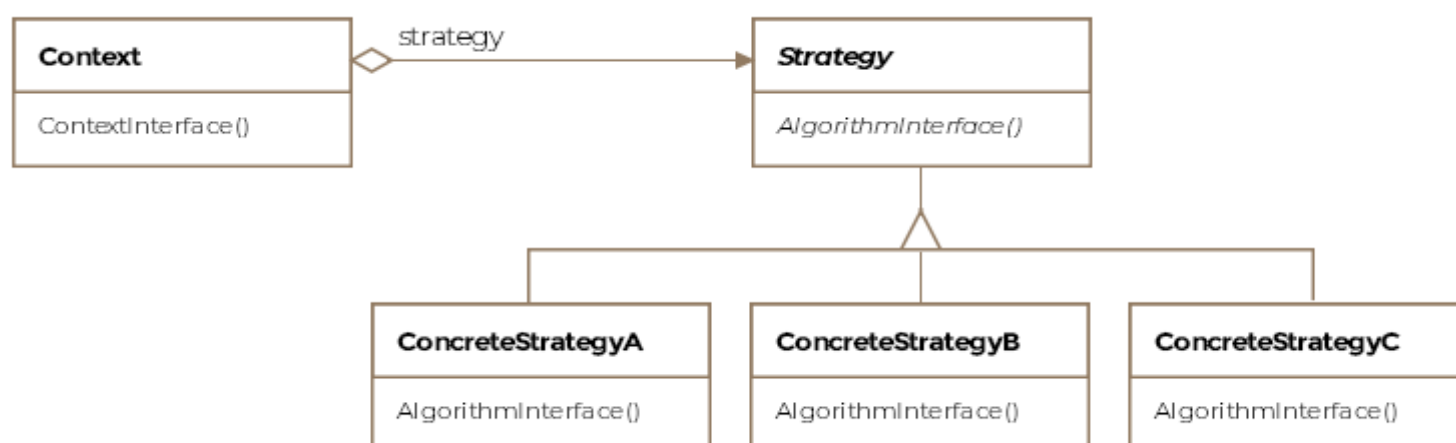 strategy
Context
Strategy
ContextInterface()
AlgorithmInterface()
ConcreteStrategyA
ConcreteStrategyB
ConcreteStrategyC
AlgorithmInterface()
AlgorithmInterface()
AlgorithmInterface()